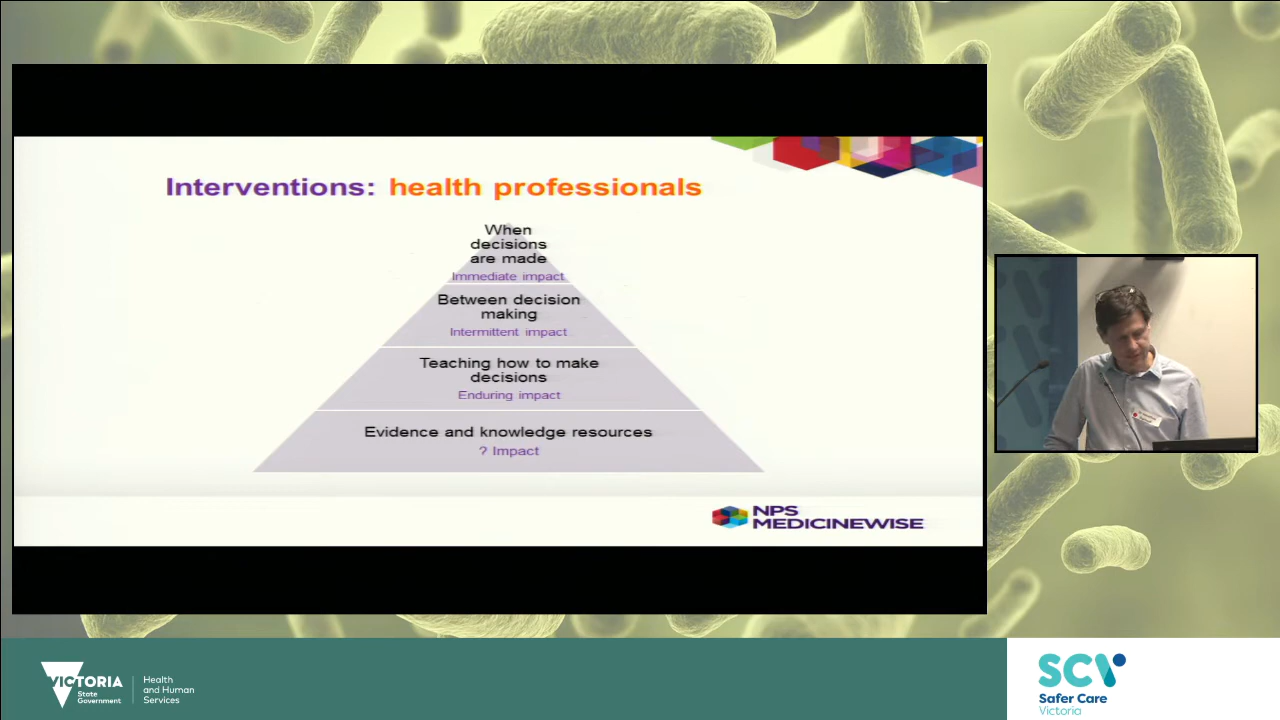 Interventions: health professionals
When
decisions
are made
Immediate impact
Between decision
making
Intermittent impact
Teaching how to make
decisions
Enduring impact
Evidence and knowledge resources
? Impact
NPS
MEDICINEWISE
VICTORIA
State
Government
Health
and Human
Services
SCV
Safer Care
Victoria